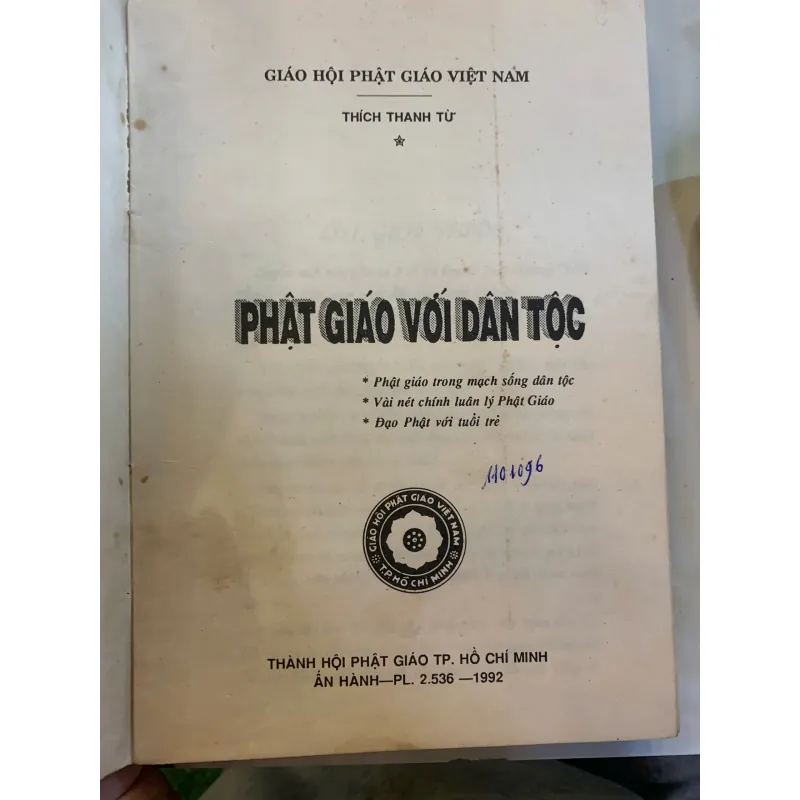 GIÁO HỘI PHẬT GIÁO VIỆT NAM
THÍCH THANH TỪ
PHẬT GIÁO VỚI DÂN TỘC
* Phật giáo trong mạch sống dân tộc
* Vài nét chính luân lý Phật Giáo
* Đạo Phật với tuổi trẻ
1101096
GIÁO HỘI PHẬT GIÁO VIỆT NAM
T.P. HỒ CHÍ MINH
THÀNH HỘI PHẬT GIÁO TP. HỒ CHÍ MINH
ẤN HÀNH—PL. 2.536 —1992